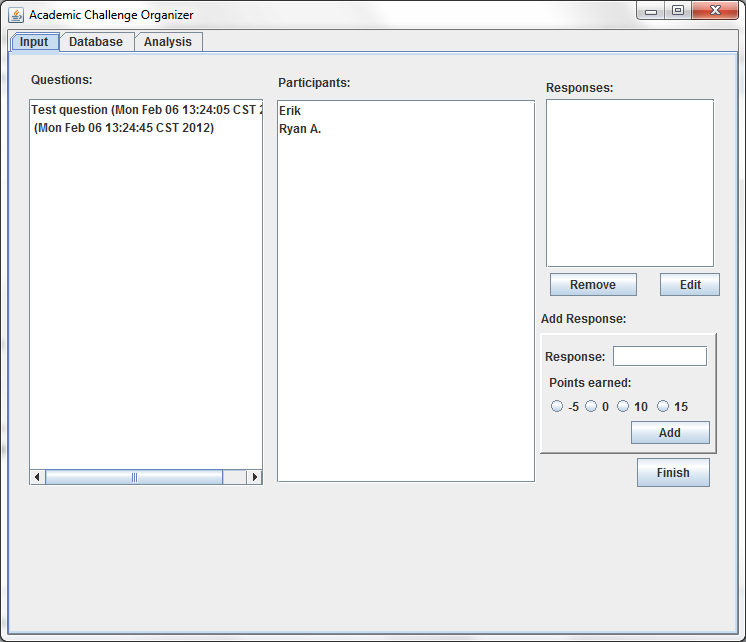 Academic Challenge Organizer
Input Database Analysis
Questions:
Test question (Mon Feb 06 13:24:05 CST 2
(Mon Feb 06 13:24:45 CST 2012)
Participants:
Erik
Ryan A.
Responses:
Remove Edit
Add Response:
Response:
Points earned:
-5 0 10 15
Add
Finish